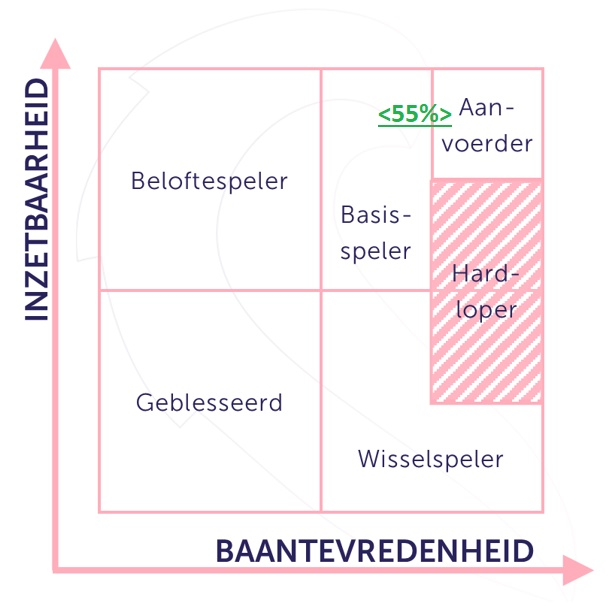 INZETBAARHEID
<55%>
Aan-
voerder
Beloftespeler
Basis-
speler
Hard-
loper
Geblesseerd
Wisselspeler
BAANTEVREDENHEID